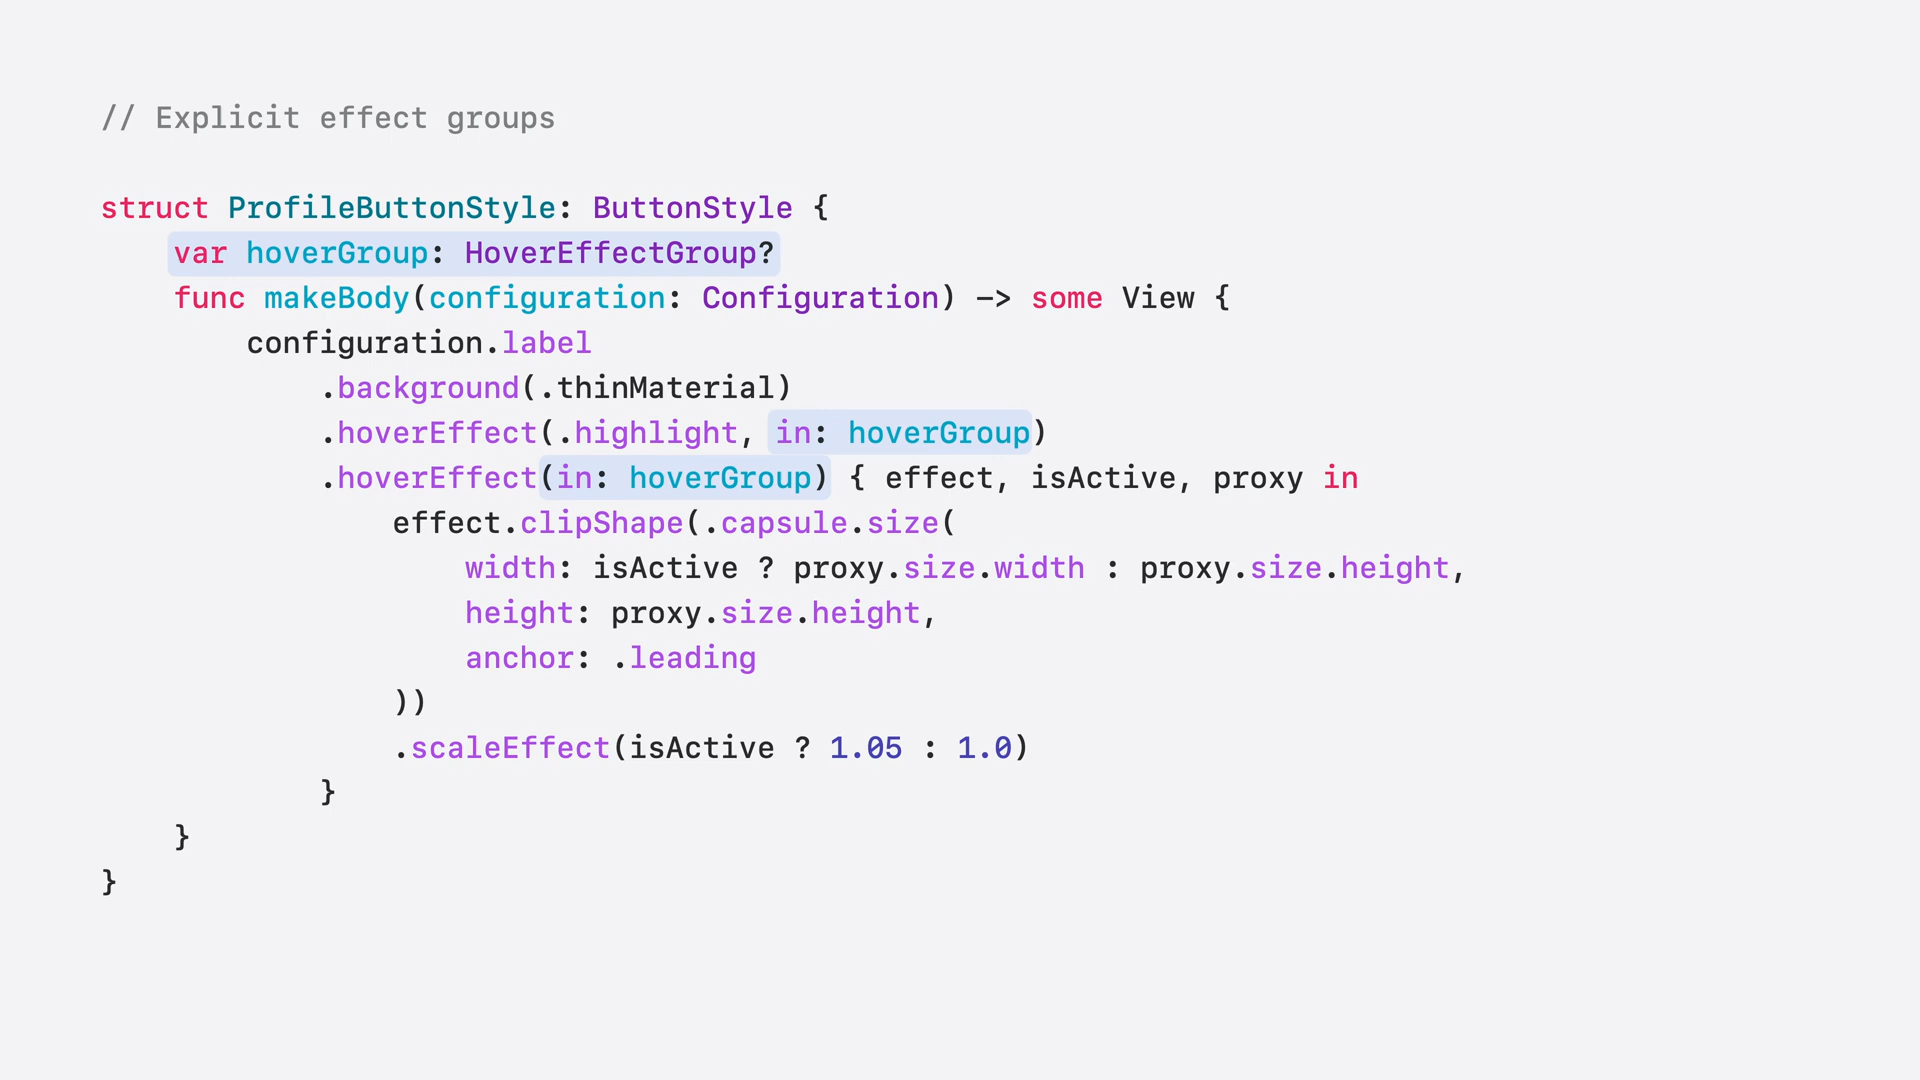 // Explicit effect groups
struct ProfileButtonStyle: ButtonStyle {
    var hoverGroup: HoverEffectGroup?
    func makeBody(configuration: Configuration) -> some View {
        configuration.label
            .background(.thinMaterial)
            .hoverEffect(.highlight, in: hoverGroup)
            .hoverEffect(in: hoverGroup) { effect, isActive, proxy in
                effect.clipShape(.capsule.size(
                    width: isActive ? proxy.size.width : proxy.size.height,
                    height: proxy.size.height,
                    anchor: .leading
                ))
                .scaleEffect(isActive ? 1.05 : 1.0)
            }
    }
}